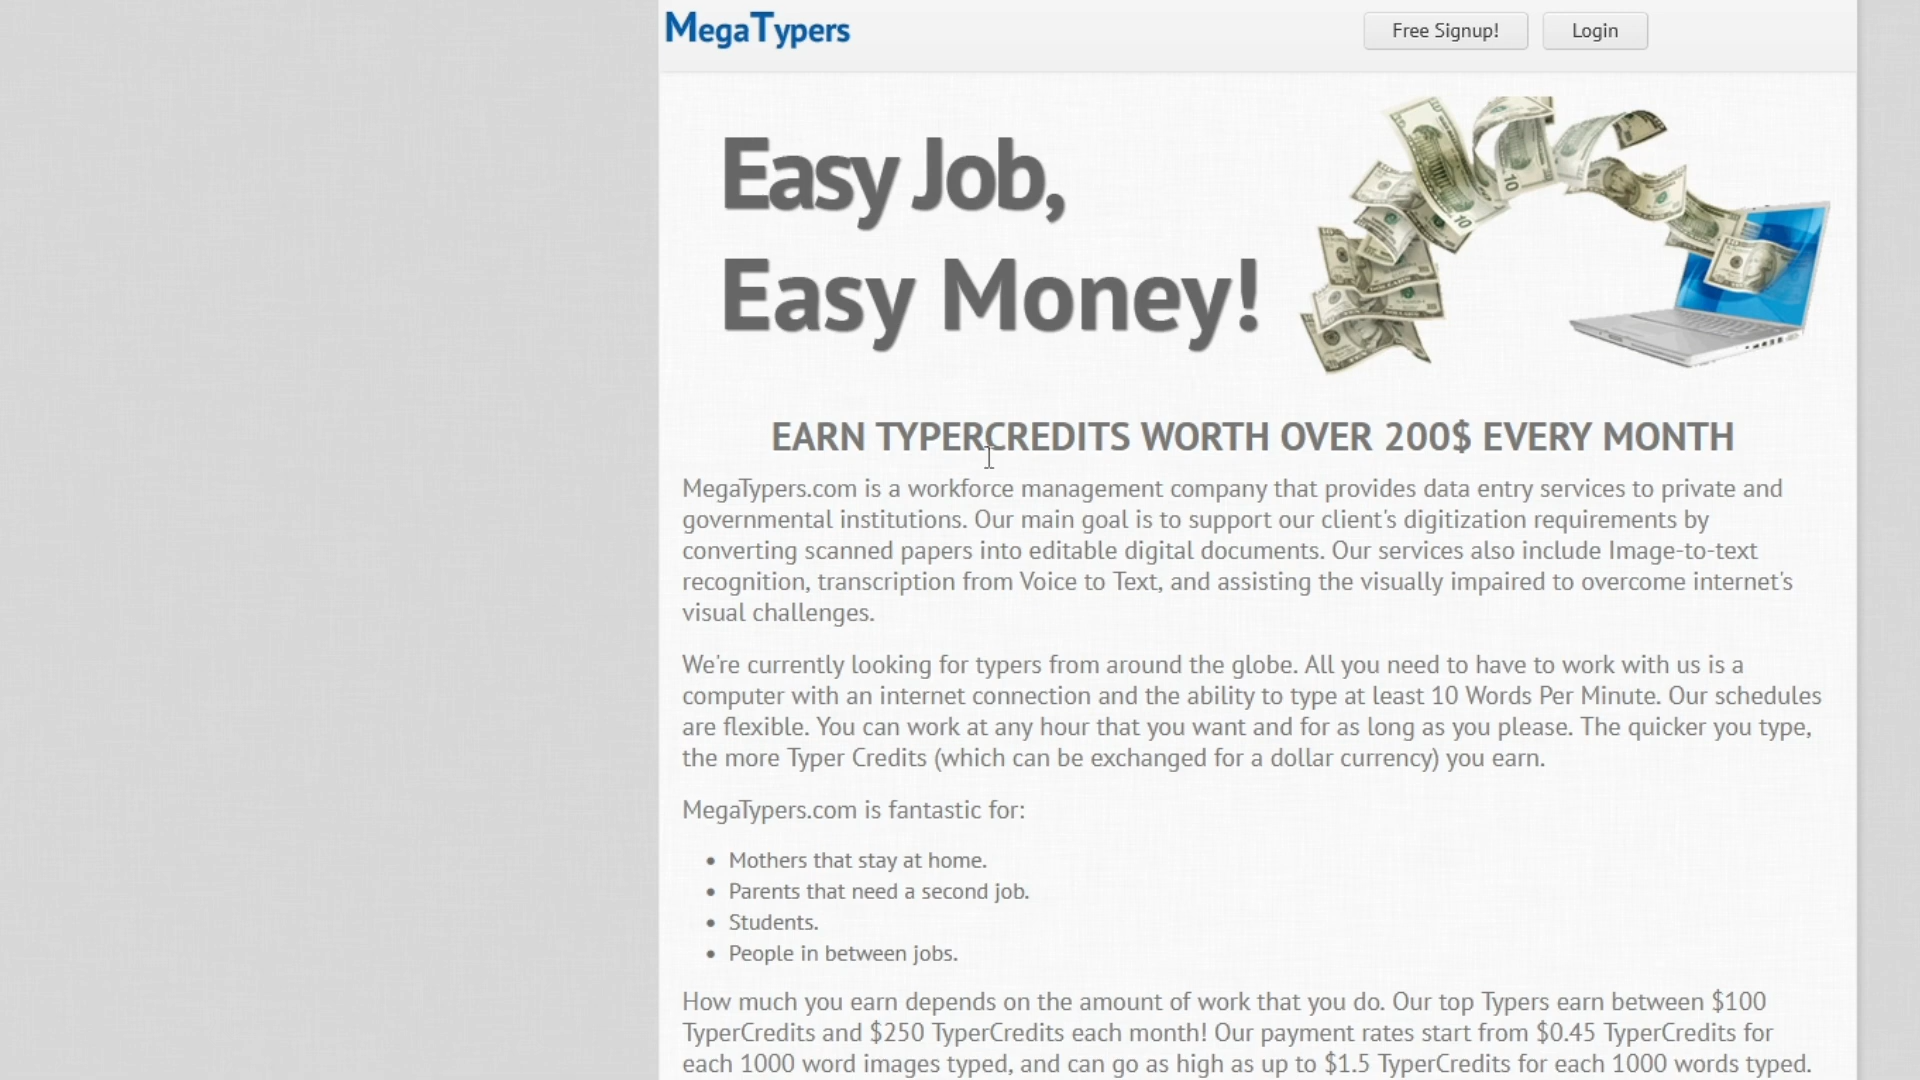 MegaTypers
Free Signup!
Login
Easy Job,
Easy Money!
EARN TYPERCREDITS WORTH OVER 200$ EVERY MONTH
MegaTypers.com is a workforce management company that provides data entry services to private and
governmental institutions. Our main goal is to support our client's digitization requirements by
converting scanned papers into editable digital documents. Our services also include Image-to-text
recognition, transcription from Voice to Text, and assisting the visually impaired to overcome internet's
visual challenges.
We're currently looking for typers from around the globe. All you need to have to work with us is a
computer with an internet connection and the ability to type at least 10 Words Per Minute. Our schedules
are flexible. You can work at any hour that you want and for as long as you please. The quicker you type,
the more Typer Credits (which can be exchanged for a dollar currency) you earn.
MegaTypers.com is fantastic for:
• Mothers that stay at home.
• Parents that need a second job.
• Students.
• People in between jobs.
How much you earn depends on the amount of work that you do. Our top Typers earn between $100
TyperCredits and $250 TyperCredits each month! Our payment rates start from $0.45 TyperCredits for
each 1000 word images typed, and can go as high as up to $1.5 TyperCredits for each 1000 words typed.